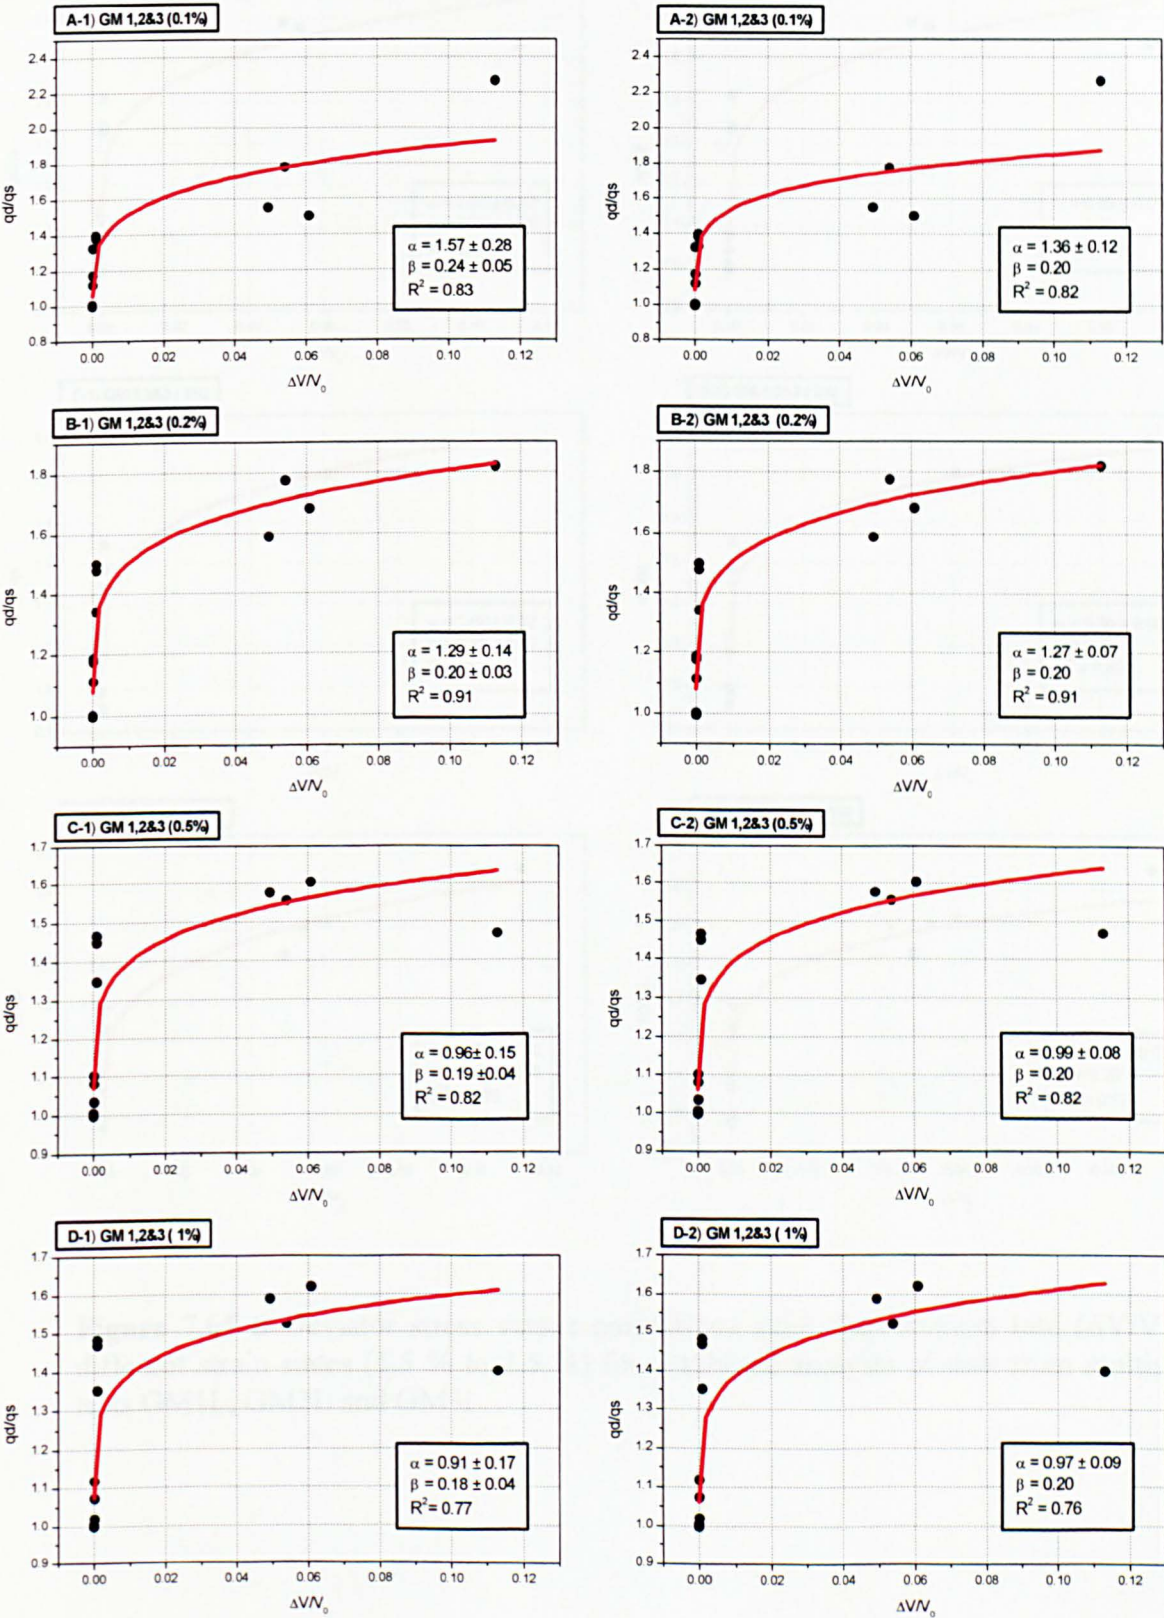 A-1) GM 1,2&3 (0.1%)
2.4
2.2
2.0
1.8
1.6
1.4
1.2
1.0
0.8
qd/qs
α = 1.57 ± 0.28
β = 0.24 ± 0.05
R² = 0.83
0.00 0.02 0.04 0.06 0.08 0.10 0.12
ΔV/V₀
A-2) GM 1,2&3 (0.1%)
2.4
2.2
2.0
1.8
1.6
1.4
1.2
1.0
0.8
qd/qs
α = 1.36 ± 0.12
β = 0.20
R² = 0.82
0.00 0.02 0.04 0.06 0.08 0.10 0.12
ΔV/V₀
B-1) GM 1,2&3 (0.2%)
1.8
1.6
1.4
1.2
1.0
qd/qs
α = 1.29 ± 0.14
β = 0.20 ± 0.03
R² = 0.91
0.00 0.02 0.04 0.06 0.08 0.10 0.12
ΔV/V₀
B-2) GM 1,2&3 (0.2%)
1.8
1.6
1.4
1.2
1.0
qd/qs
α = 1.27 ± 0.07
β = 0.20
R² = 0.91
0.00 0.02 0.04 0.06 0.08 0.10 0.12
ΔV/V₀
C-1) GM 1,2&3 (0.5%)
1.7
1.6
1.5
1.4
1.3
1.2
1.1
1.0
0.9
qd/qs
α = 0.96± 0.15
β = 0.19 ±0.04
R² = 0.82
0.00 0.02 0.04 0.06 0.08 0.10 0.12
ΔV/V₀
C-2) GM 1,2&3 (0.5%)
1.7
1.6
1.5
1.4
1.3
1.2
1.1
1.0
0.9
qd/qs
α = 0.99 ± 0.08
β = 0.20
R² = 0.82
0.00 0.02 0.04 0.06 0.08 0.10 0.12
ΔV/V₀
D-1) GM 1,2&3 ( 1%)
1.7
1.6
1.5
1.4
1.3
1.2
1.1
1.0
0.9
qd/qs
α = 0.91 ± 0.17
β = 0.18 ± 0.04
R² = 0.77
0.00 0.02 0.04 0.06 0.08 0.10 0.12
ΔV/V₀
D-2) GM 1,2&3 ( 1%)
1.7
1.6
1.5
1.4
1.3
1.2
1.1
1.0
0.9
qd/qs
α = 0.97 ± 0.09
β = 0.20
R² = 0.76
0.00 0.02 0.04 0.06 0.08 0.10 0.12
ΔV/V₀